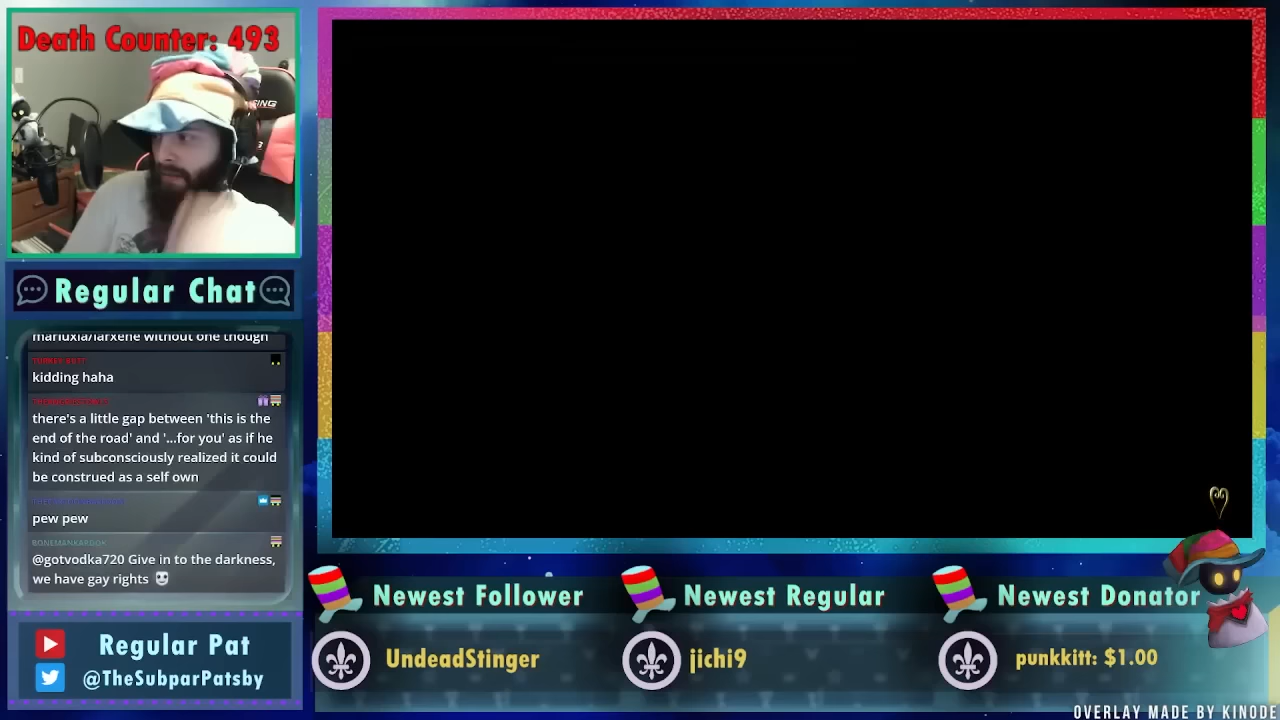 Death Counter: 493
Regular Chat
marluxia/larxene without one though
kidding haha
there's a little gap between 'this is the
end of the road' and '...for you' as if he
kind of subconsciously realized it could
be construed as a self own
pew pew
@gotvodka720 Give in to the darkness,
we have gay rights
Regular Pat
@TheSubparPatsby
Newest Follower
UndeadStinger
Newest Regular
jichi9
Newest Donator
punkkitt: $1.00
OVERLAY MADE BY KINODE